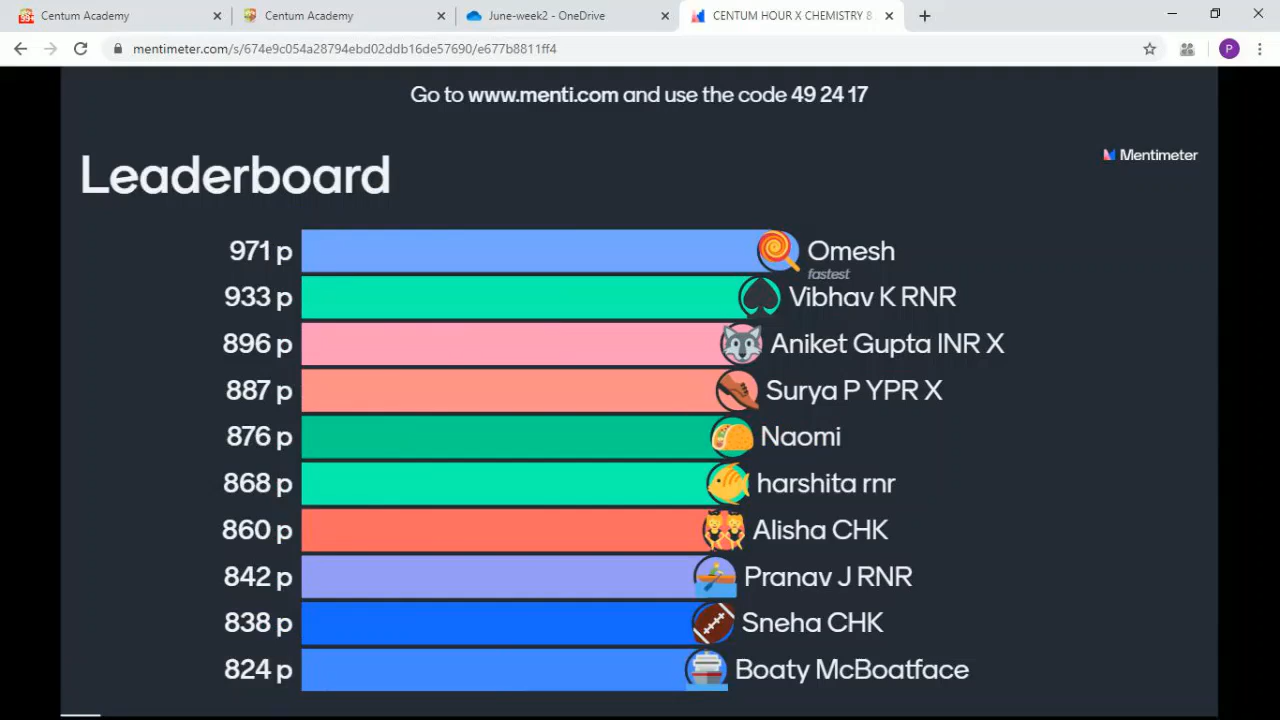 Centum Academy
Centum Academy
June-week2 - OneDrive
CENTUM HOUR X CHEMISTRY 8
mentimeter.com/s/674e9c054a28794ebd02ddb16de57690/e677b8811ff4
P
Go to www.menti.com and use the code 49 24 17
Mentimeter
Leaderboard
971 p Omesh
fastest
933 p Vibhav K RNR
896 p Aniket Gupta INR X
887 p Surya P YPR X
876 p Naomi
868 p harshita rnr
860 p Alisha CHK
842 p Pranav J RNR
838 p Sneha CHK
824 p Boaty McBoatface